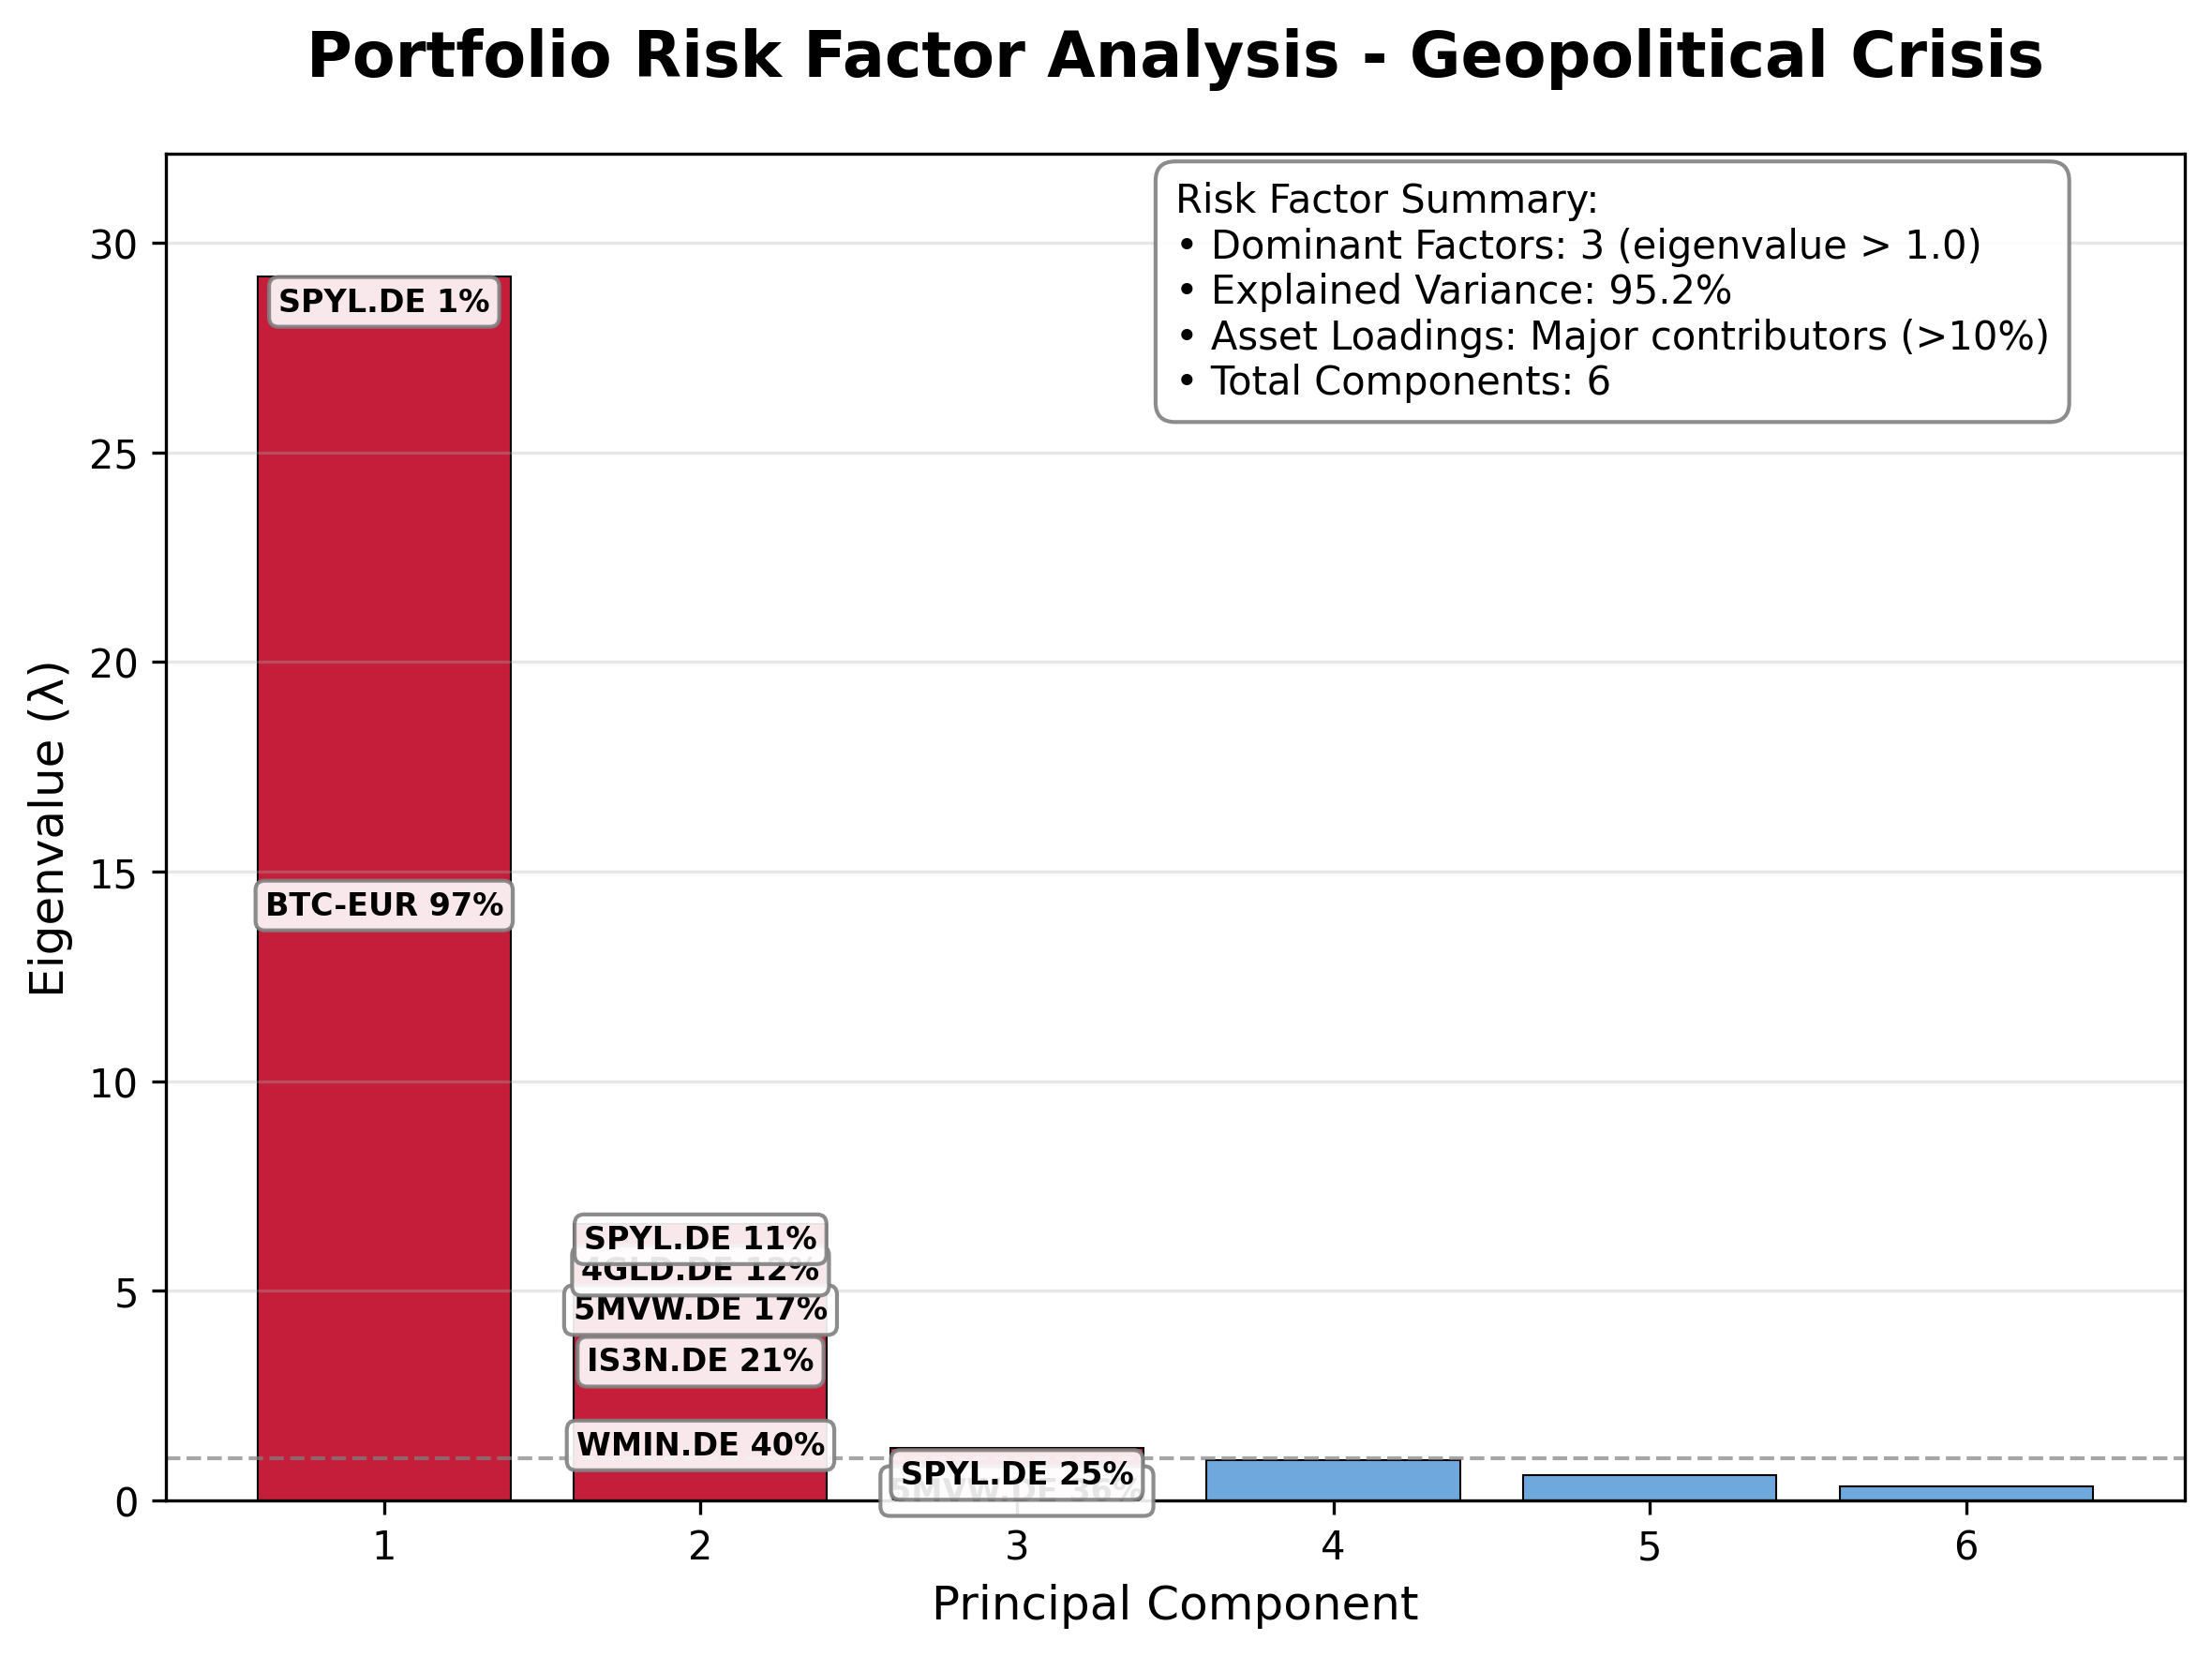 Portfolio Risk Factor Analysis - Geopolitical Crisis
Risk Factor Summary:
• Dominant Factors: 3 (eigenvalue > 1.0)
• Explained Variance: 95.2%
• Asset Loadings: Major contributors (>10%)
• Total Components: 6
Eigenvalue (λ)
30
25
20
15
10
5
0
SPYL.DE 1%
BTC-EUR 97%
SPYL.DE 11%
4GLD.DE 12%
5MVW.DE 17%
IS3N.DE 21%
WMIN.DE 40%
SPYL.DE 25%
5MVW.DE 36%
1 2 3 4 5 6
Principal Component